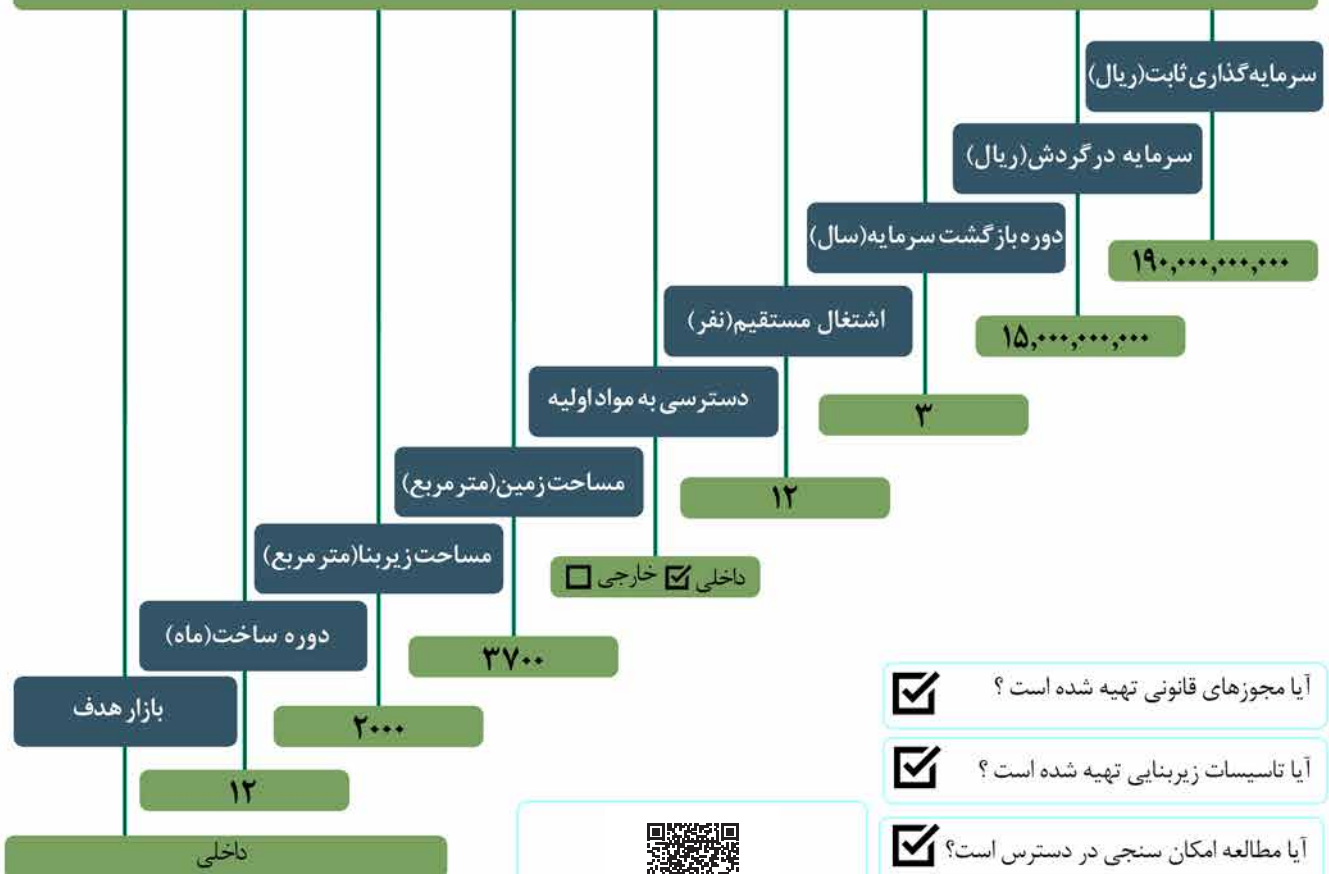 سرمایه‌گذاری ثابت(ریال)
۱۹۰,۰۰۰,۰۰۰,۰۰۰
سرمایه در گردش(ریال)
۱۵,۰۰۰,۰۰۰,۰۰۰
دوره بازگشت سرمایه(سال)
۳
اشتغال مستقیم(نفر)
۱۲
دسترسی به مواد اولیه
داخلی ☑ خارجی ☐
مساحت زمین(متر مربع)
۳۷۰۰
مساحت زیربنا(متر مربع)
۲۰۰۰
دوره ساخت(ماه)
۱۲
بازار هدف
داخلی
آیا مجوزهای قانونی تهیه شده است ؟ ☑
آیا تاسیسات زیربنایی تهیه شده است ؟ ☑
آیا مطالعه امکان سنجی در دسترس است؟ ☑